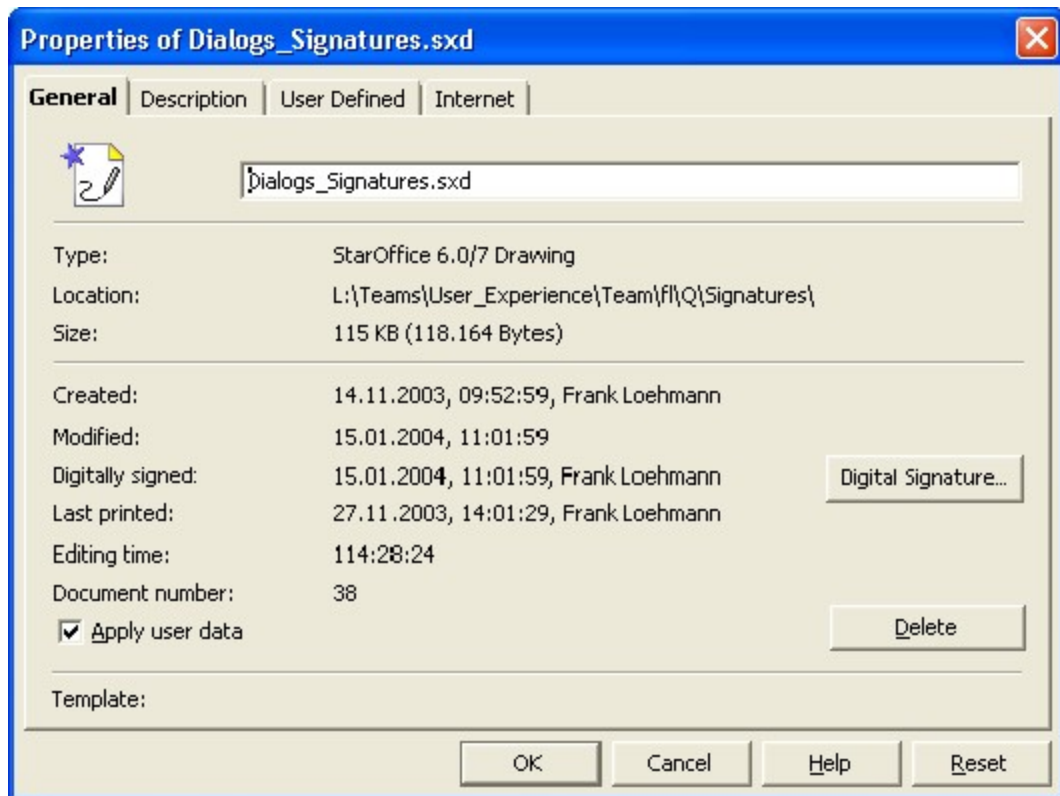 Properties of Dialogs_Signatures.sxd
General Description User Defined Internet
Dialogs_Signatures.sxd
Type: StarOffice 6.0/7 Drawing
Location: L:\Teams\User_Experience\Team\fl\Q\Signatures\
Size: 115 KB (118.164 Bytes)
Created: 14.11.2003, 09:52:59, Frank Loehmann
Modified: 15.01.2004, 11:01:59
Digitally signed: 15.01.2004, 11:01:59, Frank Loehmann Digital Signature...
Last printed: 27.11.2003, 14:01:29, Frank Loehmann
Editing time: 114:28:24
Document number: 38
Apply user data Delete
Template:
OK Cancel Help Reset